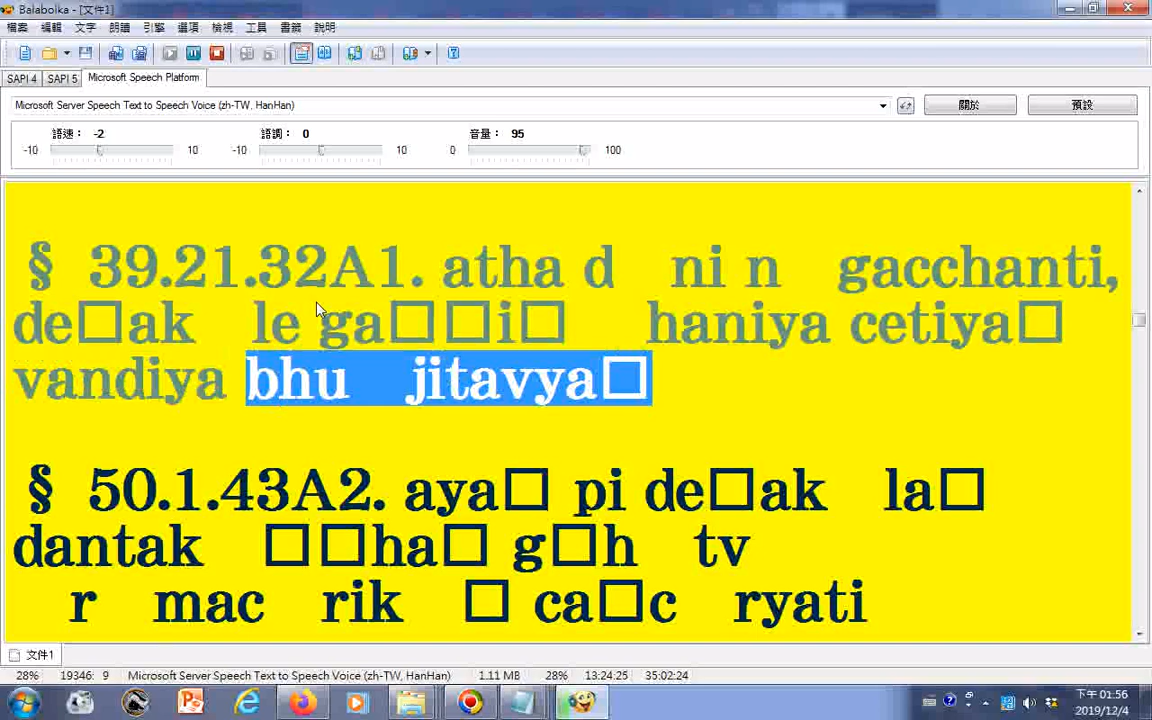 Balabolka - [文件1]
檔案 編輯 文字 朗讀 引擎 選項 檢視 工具 書籤 說明
SAPI 4 SAPI 5 Microsoft Speech Platform
Microsoft Server Speech Text to Speech Voice (zh-TW, HanHan) 關於 預設
語速： -2 語調： 0 音量： 95
-10 10 -10 10 0 100
§ 39.21.32A1. atha d ni n gacchanti,
de□ak le ga□□i□ haniya cetiya□
vandiya bhu jitavya□
§ 50.1.43A2. aya□ pi de□ak la□
dantak □□ha□ g□h tv
r mac rik □ ca□c ryati
文件1
28% 19346: 9 Microsoft Server Speech Text to Speech Voice (zh-TW, HanHan) 1.11 MB 28% 13:24:25 35:02:24
下午 01:56
2019/12/4